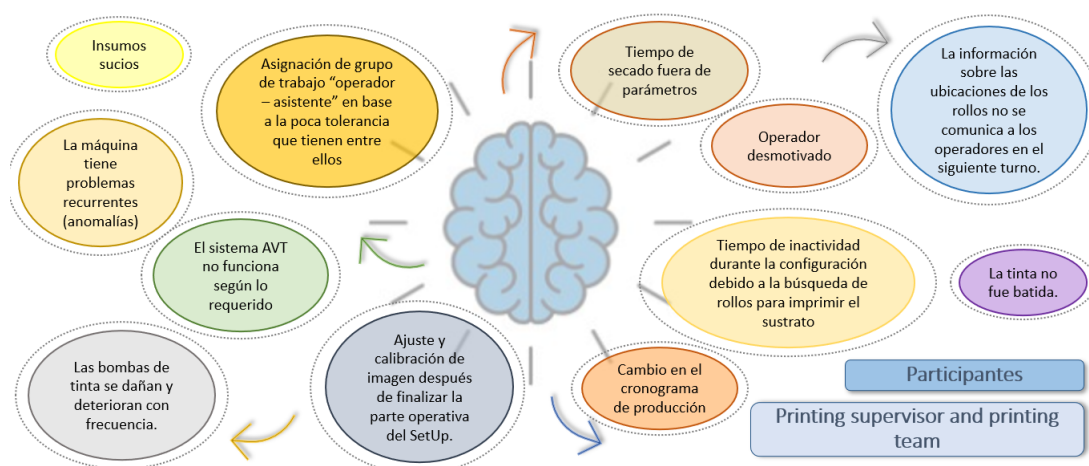 Insumos
sucios
Asignación de grupo
de trabajo “operador
– asistente” en base
a la poca tolerancia
que tienen entre
ellos
Tiempo de
secado fuera de
parámetros
La información
sobre las
ubicaciones de los
rollos no se
comunica a los
operadores en el
siguiente turno.
Operador
desmotivado
La máquina
tiene
problemas
recurrentes
(anomalías)
El sistema AVT
no funciona
según lo
requerido
Tiempo de inactividad
durante la configuración
debido a la búsqueda de
rollos para imprimir el
sustrato
La tinta no
fue batida.
Las bombas de
tinta se dañan y
deterioran con
frecuencia.
Ajuste y
calibración de
imagen después
de finalizar la
parte operativa
del SetUp.
Cambio en el
cronograma
de producción
Participantes
Printing supervisor and printing
team